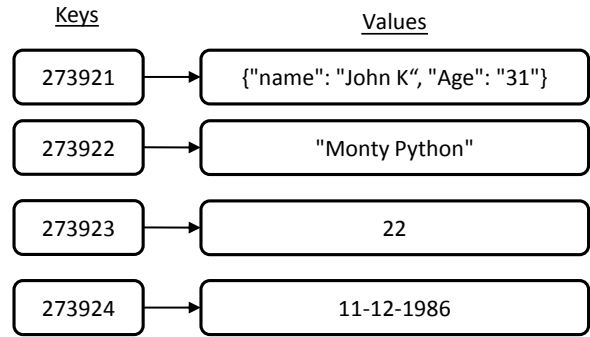 Keys Values
273921 {"name": "John K“, "Age": "31"}
273922 "Monty Python"
273923 22
273924 11-12-1986